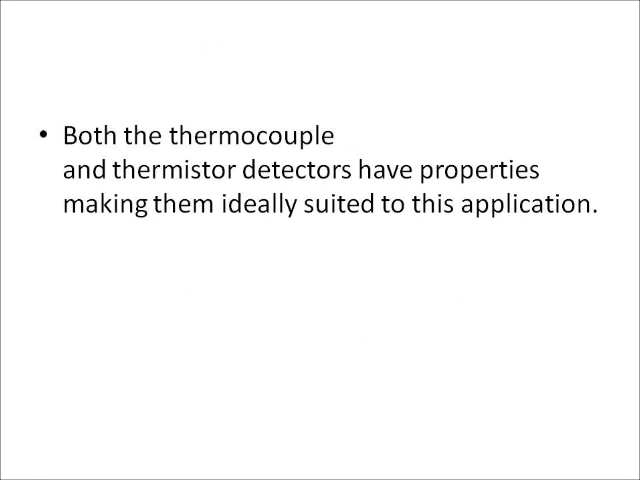 • Both the thermocouple
and thermistor detectors have properties
making them ideally suited to this application.